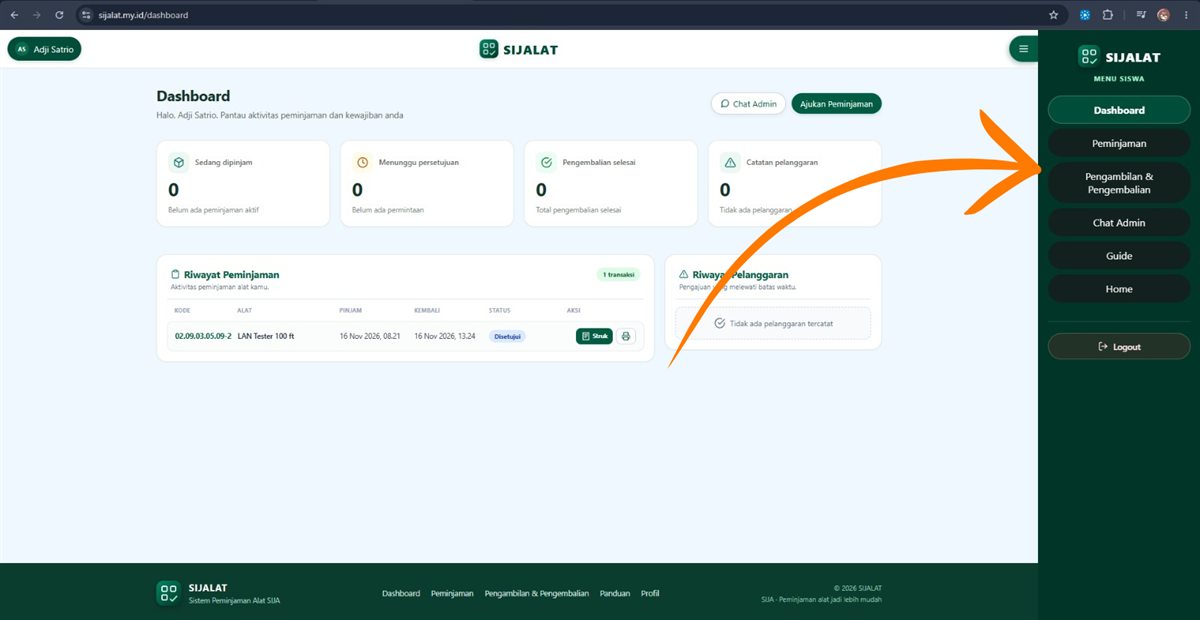 sijalat.my.id/dashboard
AS Adji Satrio
SIJALAT
Dashboard
Halo, Adji Satrio. Pantau aktivitas peminjaman dan kewajiban anda
Chat Admin
Ajukan Peminjaman
Sedang dipinjam
0
Belum ada peminjaman aktif
Menunggu persetujuan
0
Belum ada permintaan
Pengembalian selesai
0
Total pengembalian selesai
Catatan pelanggaran
0
Tidak ada pelanggaran
Riwayat Peminjaman
Aktivitas peminjaman alat kamu.
1 transaksi
KODE ALAT PINJAM KEMBALI STATUS AKSI
02.09.03.05.09-2 LAN Tester 100 ft 16 Nov 2026, 08.21 16 Nov 2026, 13.24 Disetujui Struk
Pelanggaran
Pengajuan yang melewati batas waktu.
Tidak ada pelanggaran tercatat
SIJALAT
MENU SISWA
Dashboard
Peminjaman
Pengambilan &
Pengembalian
Chat Admin
Guide
Home
Logout
SIJALAT
Sistem Peminjaman Alat SIJA
Dashboard Peminjaman Pengambilan & Pengembalian Panduan Profil
© 2026 SIJALAT
SIJA - Peminjaman alat jadi lebih mudah